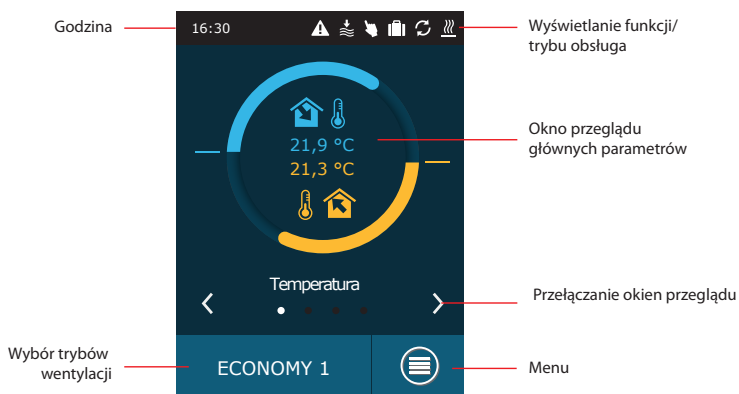 Godzina
16:30
Wyświetlanie funkcji/
trybu obsługa
21,9 °C
21,3 °C
Okno przeglądu
głównych parametrów
Temperatura
Przełączanie okien przeglądu
Wybór trybów
wentylacji
ECONOMY 1
Menu